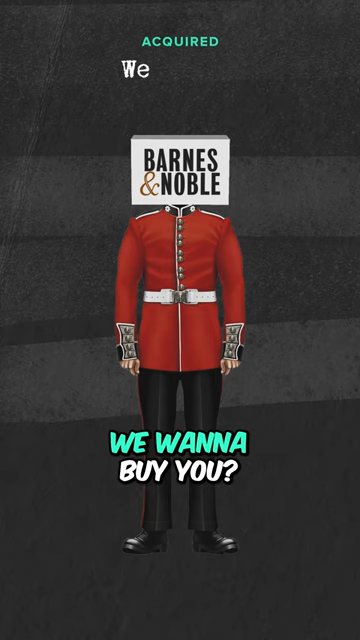 ACQUIRED
We
BARNES
&NOBLE
WE WANNA
BUY YOU?